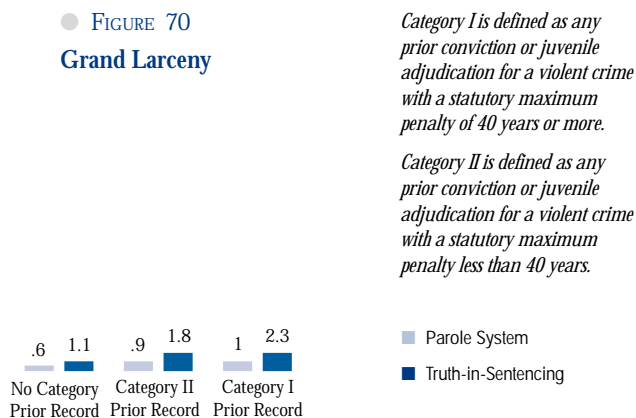 FIGURE 70
Grand Larceny
Category I is defined as any
prior conviction or juvenile
adjudication for a violent crime
with a statutory maximum
penalty of 40 years or more.
Category II is defined as any
prior conviction or juvenile
adjudication for a violent crime
with a statutory maximum
penalty less than 40 years.
.6 1.1 .9 1.8 1 2.3
No Category Category II Category I
Prior Record Prior Record Prior Record
Parole System
Truth-in-Sentencing